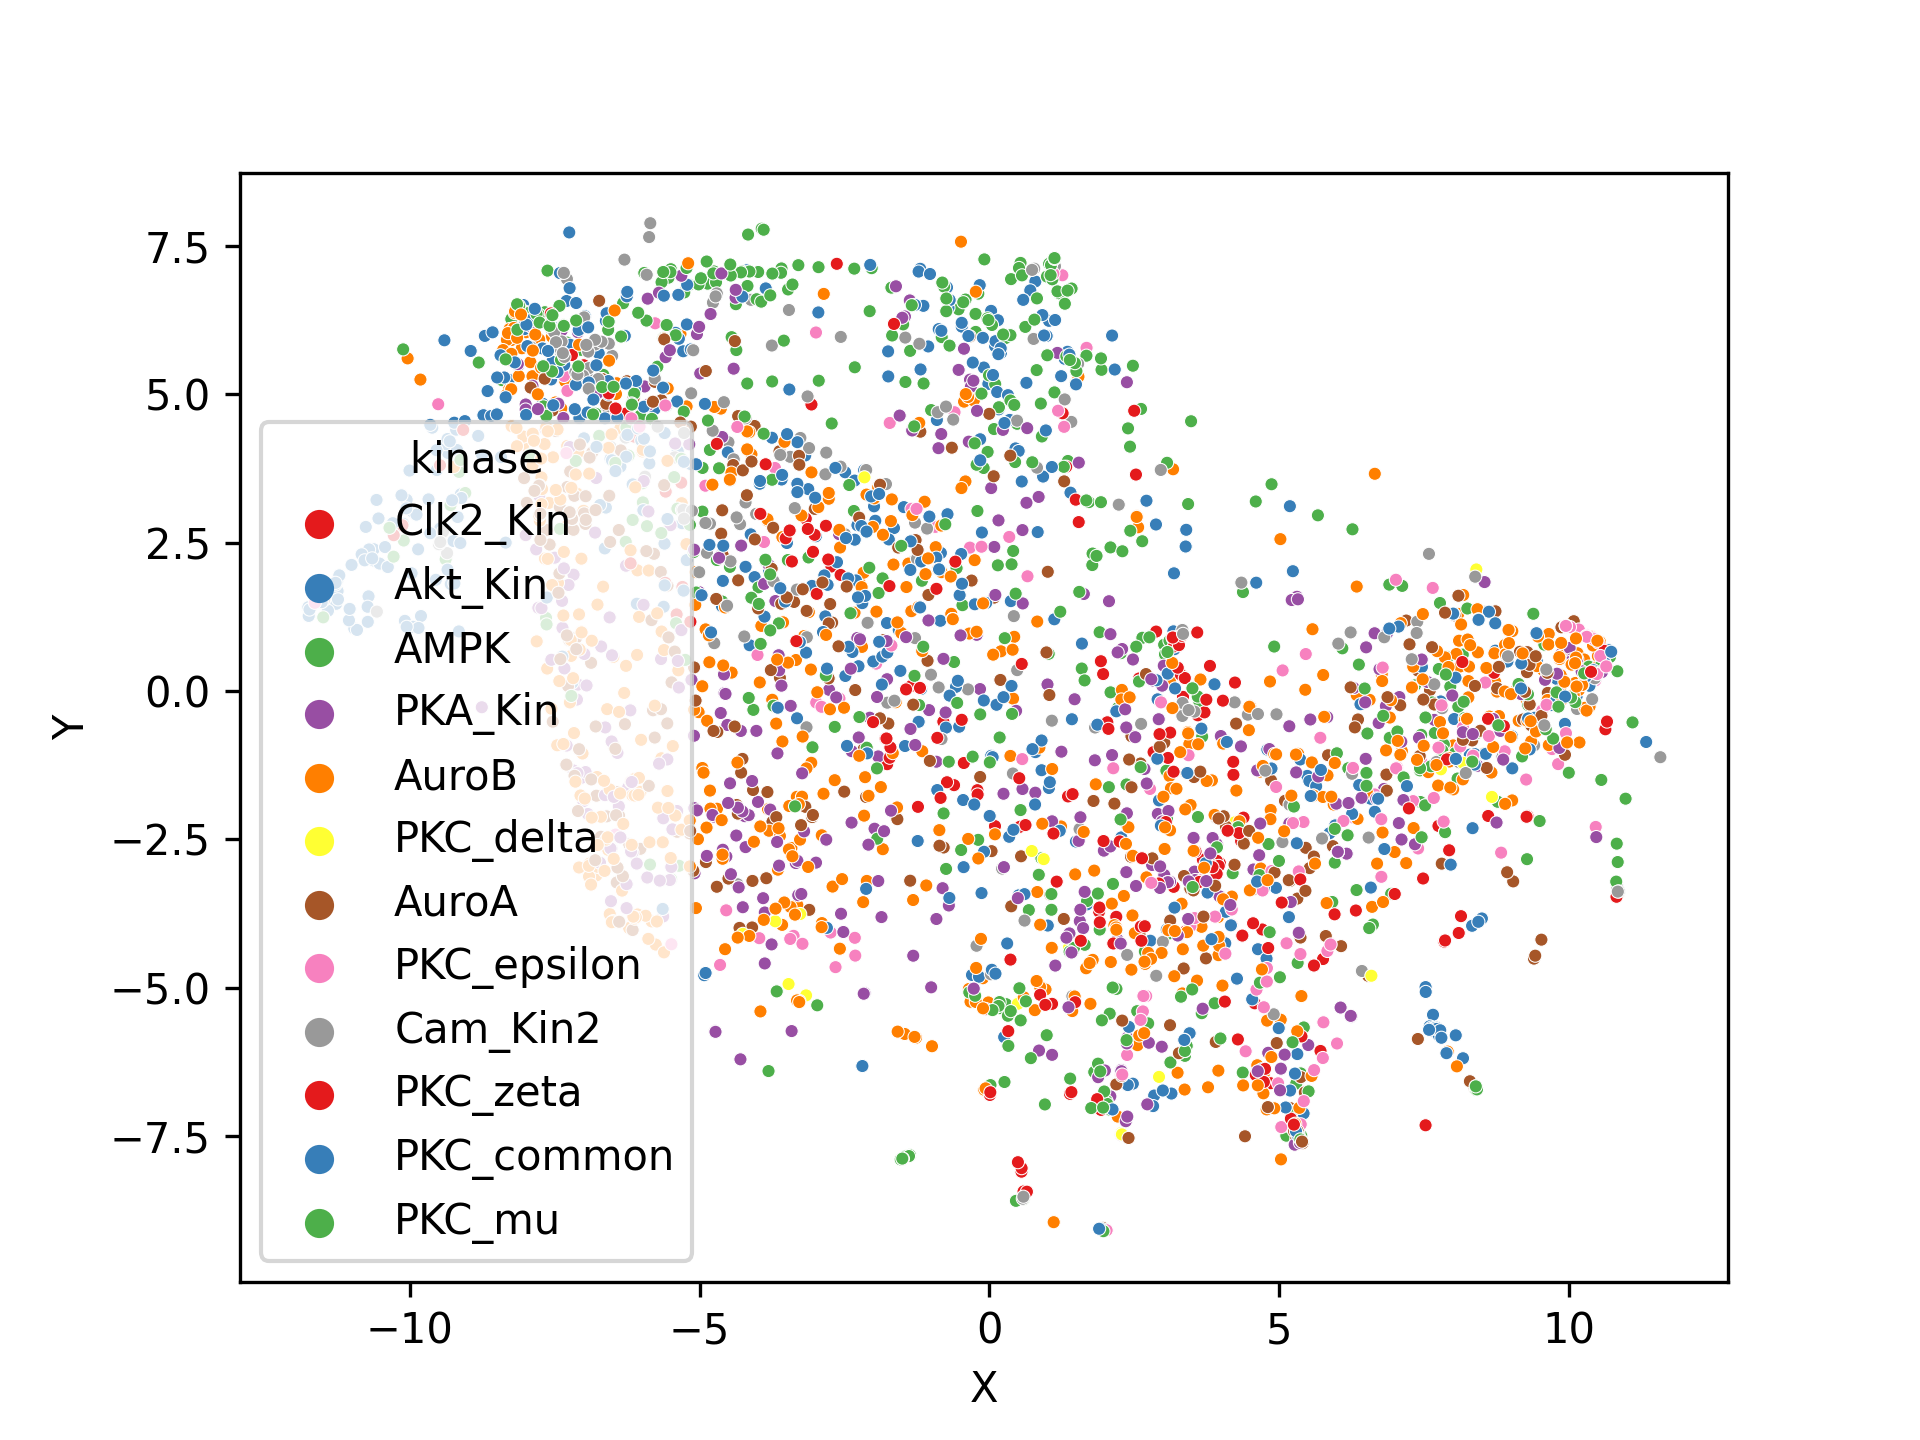 7.5
5.0
2.5
0.0
−2.5
−5.0
−7.5
Y
kinase
Clk2_Kin
Akt_Kin
AMPK
PKA_Kin
AuroB
PKC_delta
AuroA
PKC_epsilon
Cam_Kin2
PKC_zeta
PKC_common
PKC_mu
−10 −5 0 5 10
X